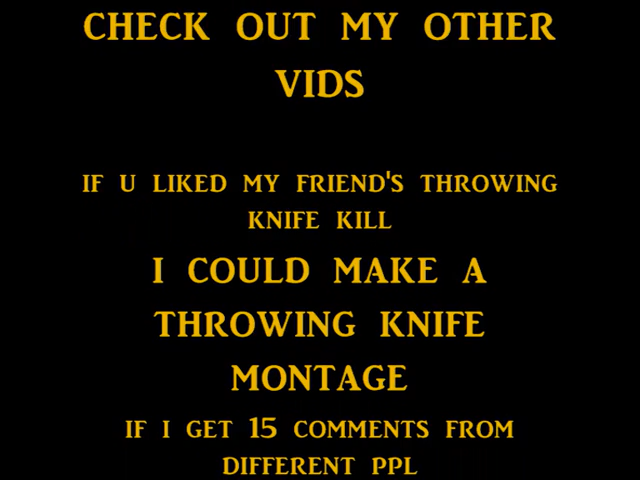 CHECK OUT MY OTHER
VIDS
IF U LIKED MY FRIEND'S THROWING
KNIFE KILL
I COULD MAKE A
THROWING KNIFE
MONTAGE
IF I GET 15 COMMENTS FROM
DIFFERENT PPL